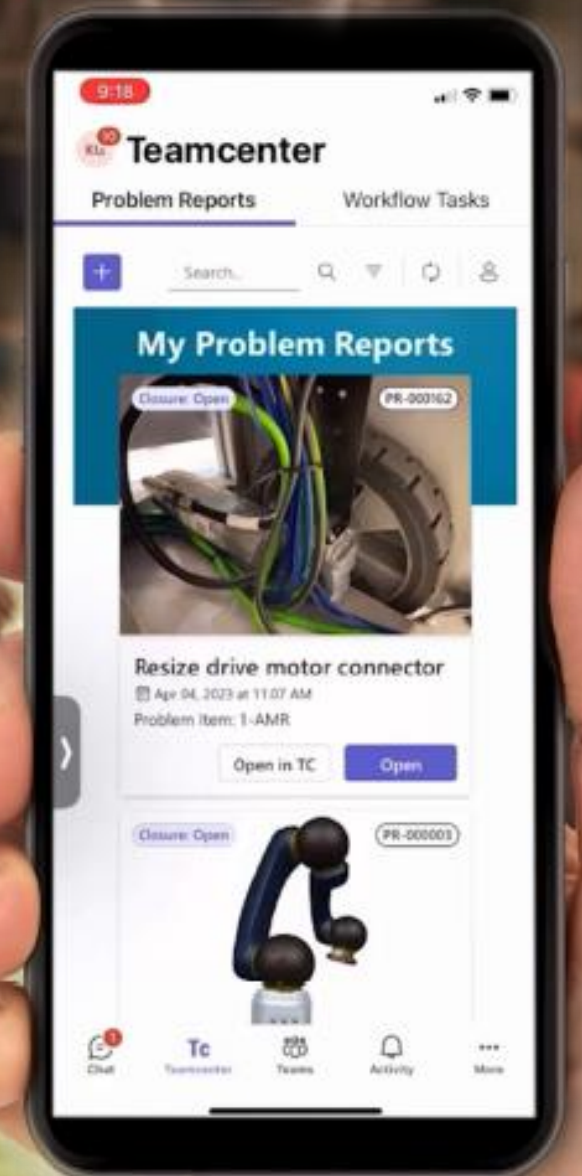 9:18
Teamcenter
Problem Reports Workflow Tasks
+ Search..
My Problem Reports
Closure: Open PR-000162
Resize drive motor connector
Apr 04, 2023 at 11:07 AM
Problem Item: 1-AMR
Open in TC Open
Closure: Open PR-000003
1
Tc
Chat Teamcenter Teams Activity More